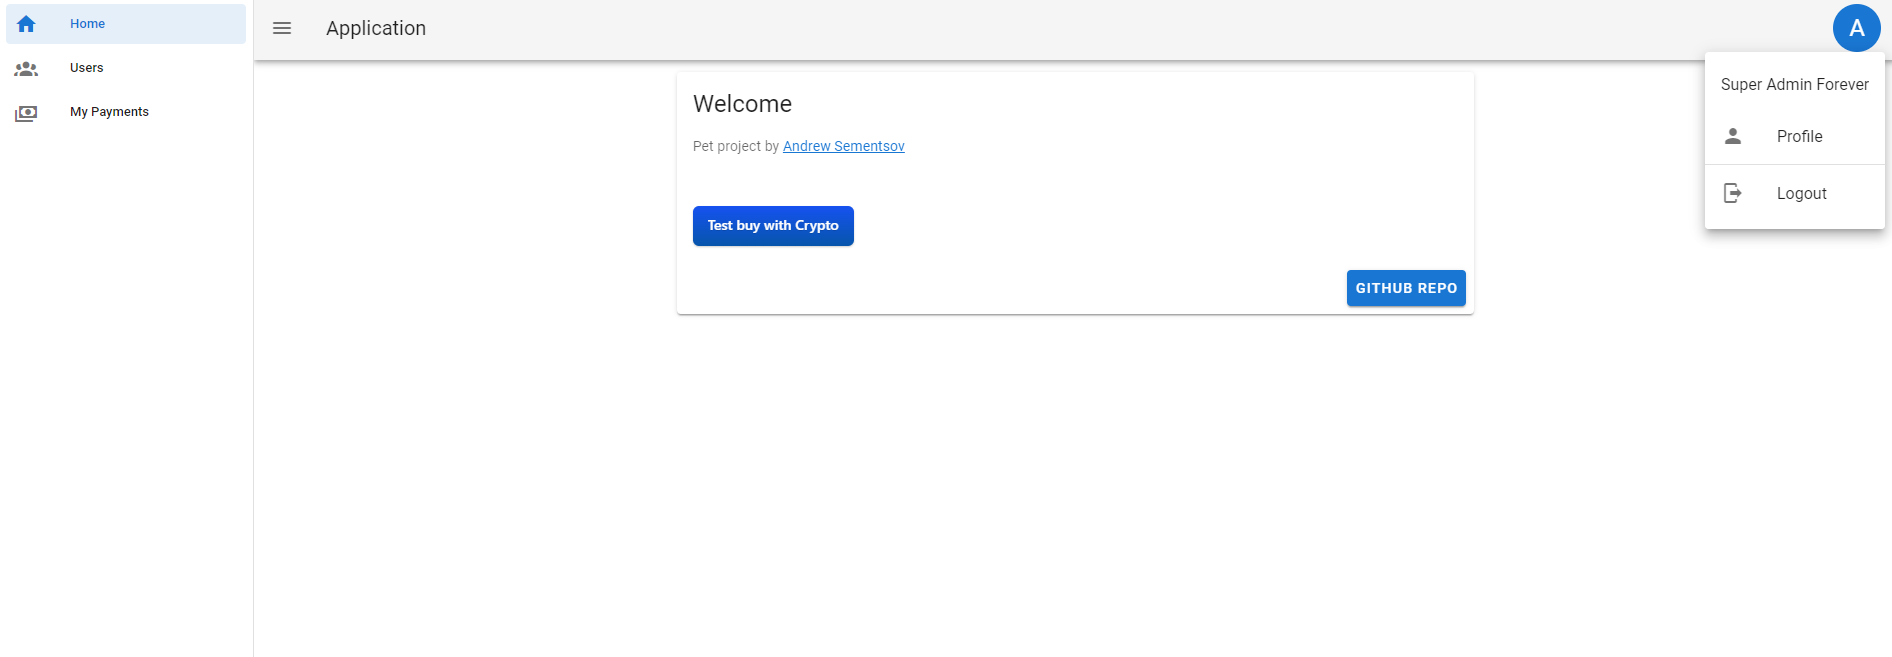 Home
Users
My Payments
Application
A
Super Admin Forever
Profile
Logout
Welcome
Pet project by Andrew Sementsov
Test buy with Crypto
GITHUB REPO